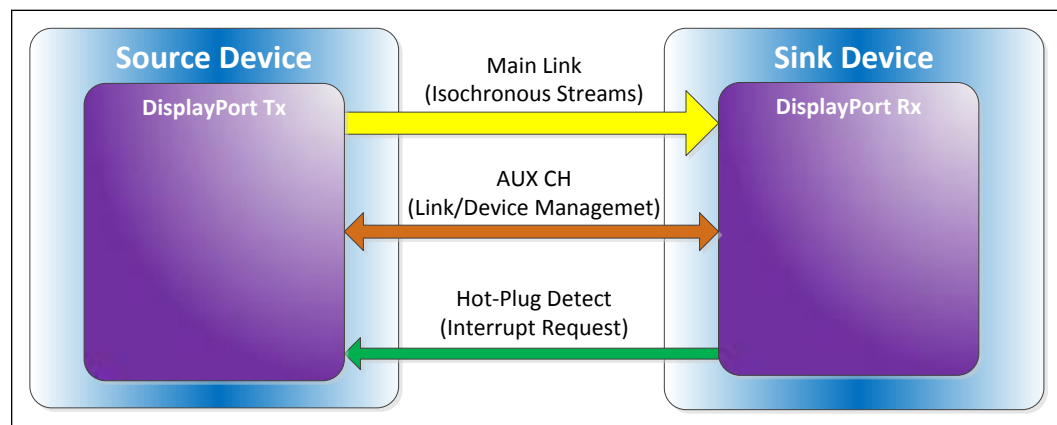 Source Device
DisplayPort Tx
Main Link
(Isochronous Streams)
AUX CH
(Link/Device Managemet)
Hot-Plug Detect
(Interrupt Request)
Sink Device
DisplayPort Rx